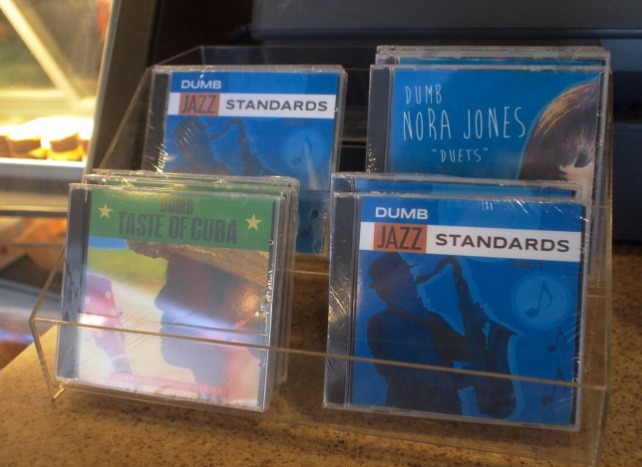 DUMB
JAZZ STANDARDS
DUMB
NORA JONES
"DUETS"
DUMB
TASTE OF CUBA
DUMB
JAZZ STANDARDS